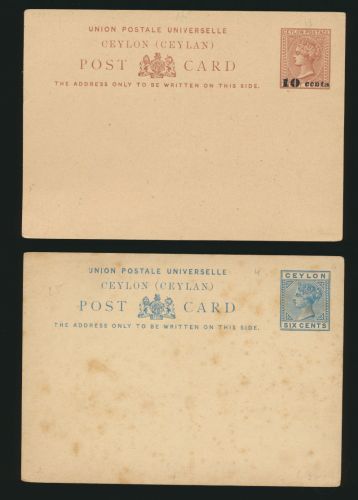 UNION POSTALE UNIVERSELLE
CEYLON (CEYLAN)
POST CARD
THE ADDRESS ONLY TO BE WRITTEN ON THIS SIDE.
CEYLON POSTAGE
10 cents
UNION POSTALE UNIVERSELLE
CEYLON (CEYLAN)
POST CARD
THE ADDRESS ONLY TO BE WRITTEN ON THIS SIDE.
CEYLON
SIX CENTS